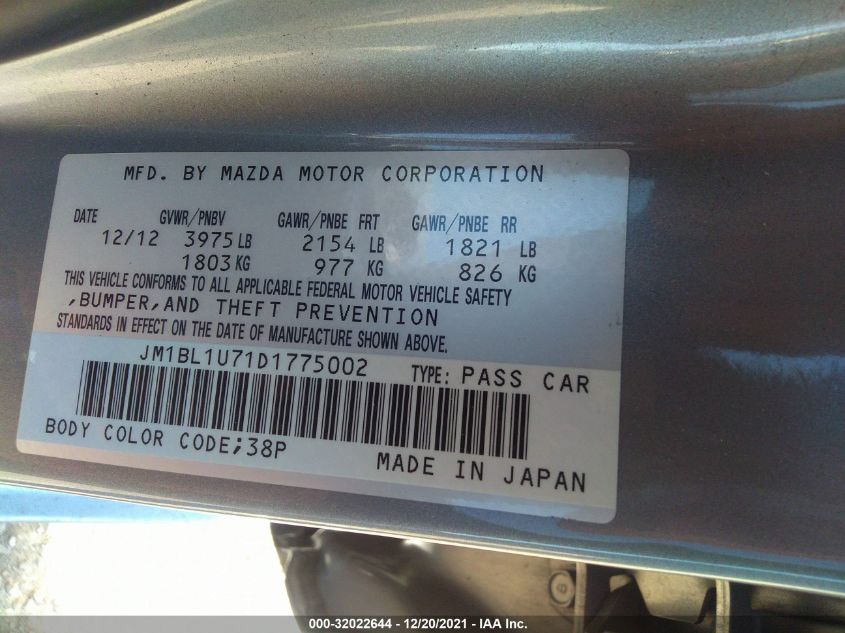 MFD. BY MAZDA MOTOR CORPORATION
DATE GVWR/PNBV GAWR/PNBE FRT GAWR/PNBE RR
12/12 3975 LB 2154 LB 1821 LB
1803 KG 977 KG 826 KG
THIS VEHICLE CONFORMS TO ALL APPLICABLE FEDERAL MOTOR VEHICLE SAFETY
,BUMPER,AND THEFT PREVENTION
STANDARDS IN EFFECT ON THE DATE OF MANUFACTURE SHOWN ABOVE.
JM1BL1U71D1775002 TYPE: PASS CAR
BODY COLOR CODE;38P
MADE IN JAPAN
000-32022644 - 12/20/2021 - IAA Inc.